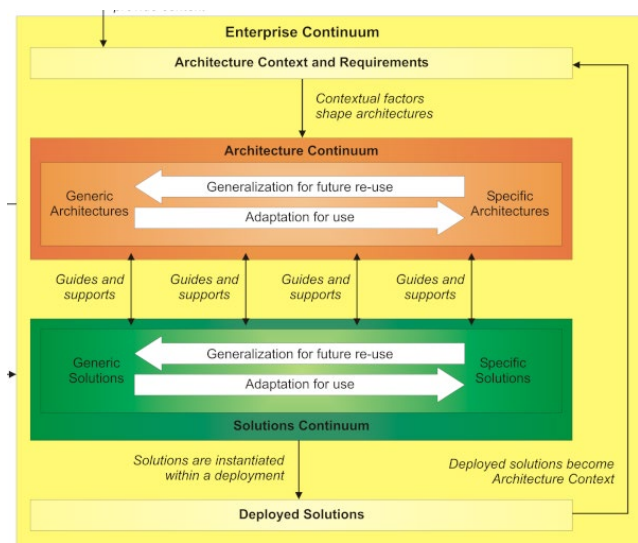 Enterprise Continuum
Architecture Context and Requirements
Contextual factors
shape architectures
Architecture Continuum
Generic
Architectures
Generalization for future re-use
Adaptation for use
Specific
Architectures
Guides and
supports
Guides and
supports
Guides and
supports
Guides and
supports
Generic
Solutions
Generalization for future re-use
Adaptation for use
Specific
Solutions
Solutions Continuum
Solutions are instantiated
within a deployment
Deployed solutions become
Architecture Context
Deployed Solutions